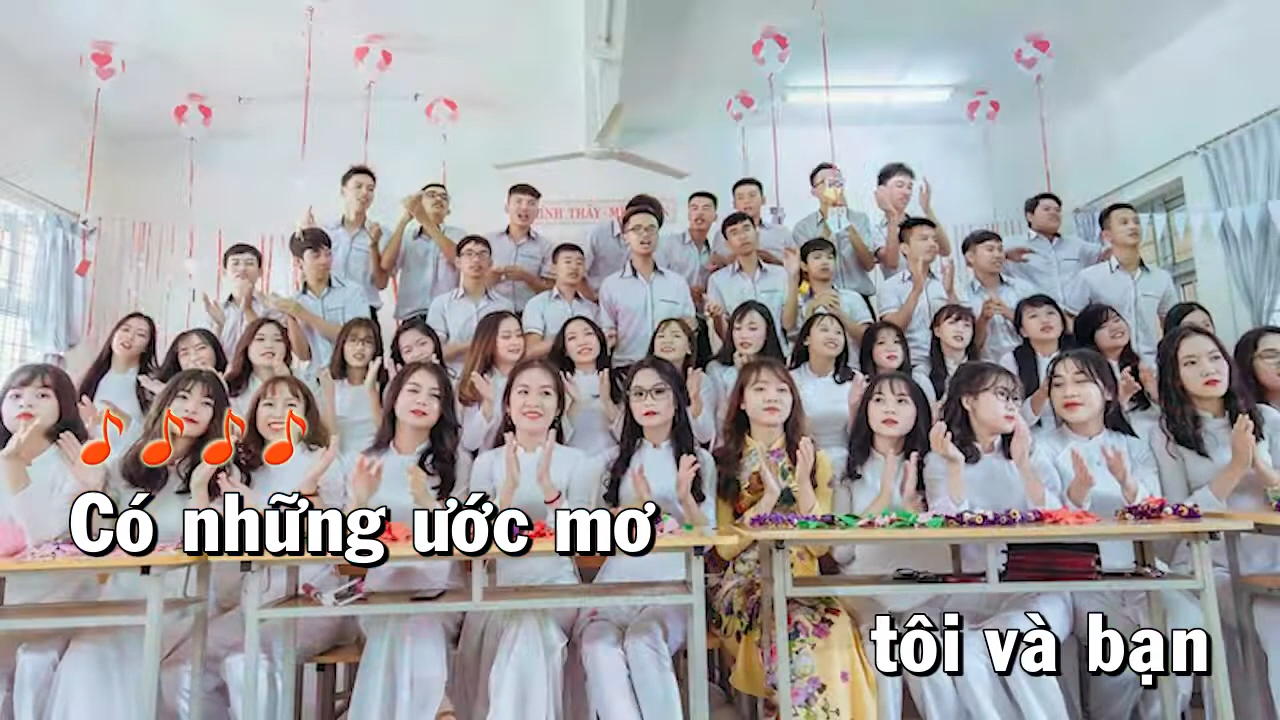 Có những ước mơ
tôi và bạn